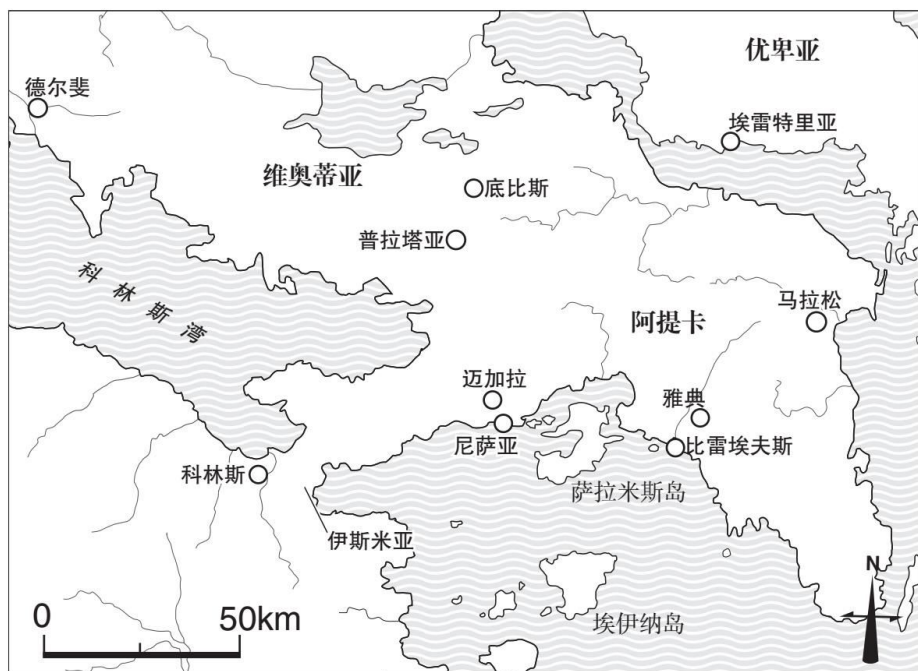 优卑亚
德尔斐
埃雷特里亚
维奥蒂亚
底比斯
普拉塔亚
科林斯湾
马拉松
阿提卡
迈加拉
雅典
尼萨亚
比雷埃夫斯
科林斯
萨拉米斯岛
伊斯米亚
N
0 50km
埃伊纳岛